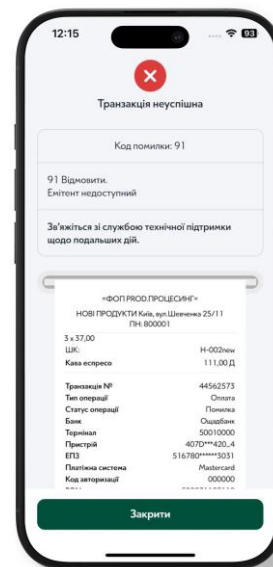 12:15
93
Транзакція неуспішна
Код помилки: 91
91 Відмовити.
Емітент недоступний
Зв'яжіться зі службою технічної підтримки
щодо подальших дій.
«ФОП PROD.ПРОЦЕСИНГ»
НОВІ ПРОДУКТИ Київ, вул.Шевченка 25/11
ПН: 800001
3 x 37,00
ШК: H-002new
Кава еспресо 111,00 Д
Транзакція № 44562573
Тип операції Оплата
Статус операції Помилка
Банк Ощадбанк
Термінал 50010000
Пристрій 407D***420_4
ЕПЗ 516780******3031
Платіжна система Mastercard
Код авторизації 000000
Закрити